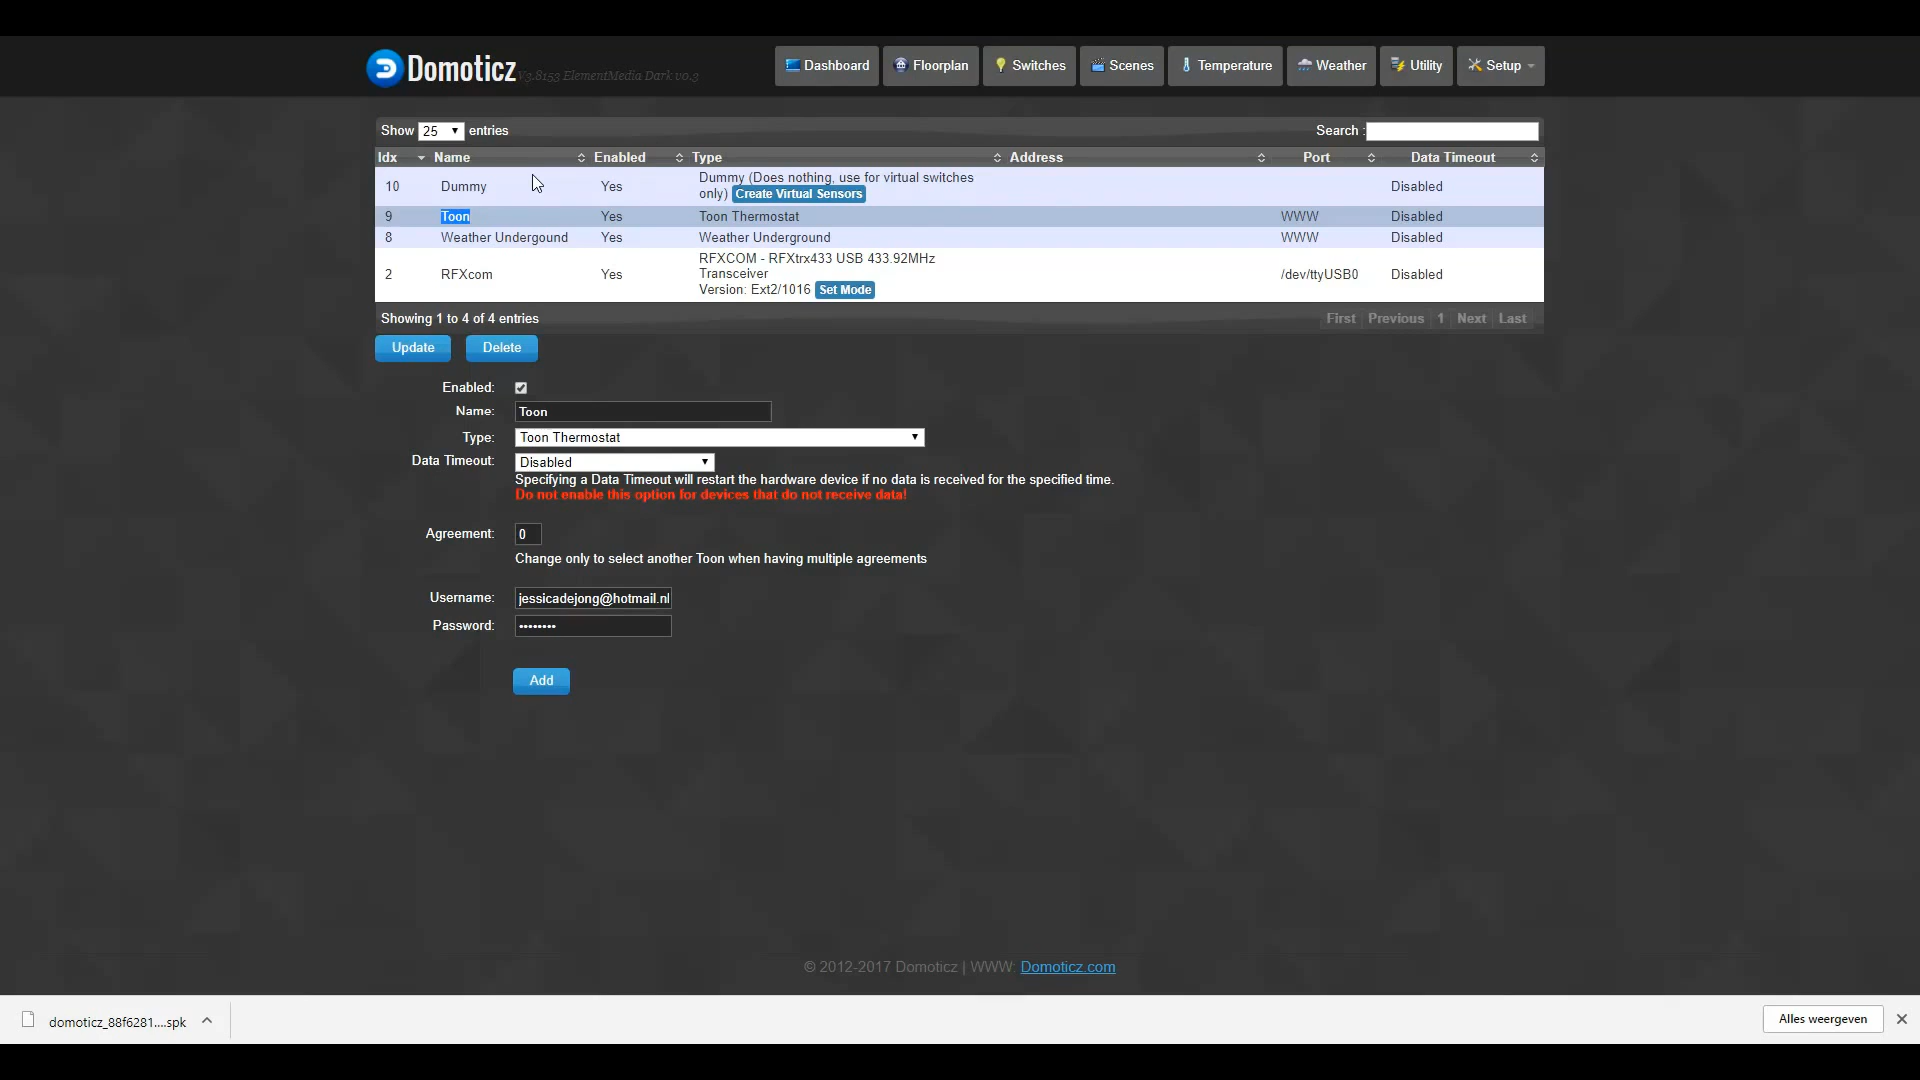 Domoticz V3.8153 ElementMedia Dark v0.3
Dashboard Floorplan Switches Scenes Temperature Weather Utility Setup
Show 25 entries Search :
Idx Name Enabled Type Address Port Data Timeout
10 Dummy Yes Dummy (Does nothing, use for virtual switches only) Create Virtual Sensors Disabled
9 Toon Yes Toon Thermostat WWW Disabled
8 Weather Undergound Yes Weather Underground WWW Disabled
2 RFXcom Yes RFXCOM - RFXtrx433 USB 433.92MHz Transceiver /dev/ttyUSB0 Disabled
Version: Ext2/1016 Set Mode
Showing 1 to 4 of 4 entries First Previous 1 Next Last
Update Delete
Enabled:
Name: Toon
Type: Toon Thermostat
Data Timeout: Disabled
Specifying a Data Timeout will restart the hardware device if no data is received for the specified time.
Do not enable this option for devices that do not receive data!
Agreement: 0
Change only to select another Toon when having multiple agreements
Username: jessicadejong@hotmail.nl
Password: ••••••••
Add
© 2012-2017 Domoticz | WWW: Domoticz.com
domoticz_88f6281....spk Alles weergeven